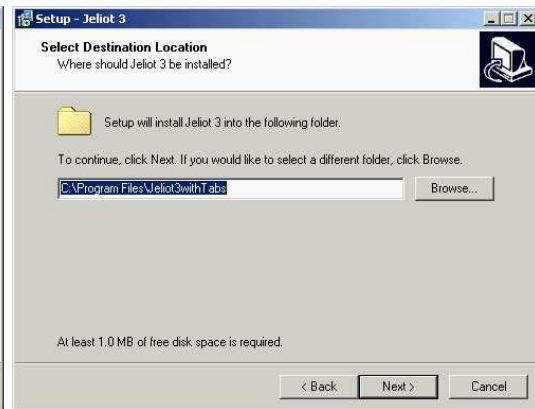 Setup - Jeliot 3
Select Destination Location
Where should Jeliot 3 be installed?
Setup will install Jeliot 3 into the following folder.
To continue, click Next. If you would like to select a different folder, click Browse.
C:\Program Files\Jeliot3withTabs
Browse...
At least 1.0 MB of free disk space is required.
< Back
Next >
Cancel